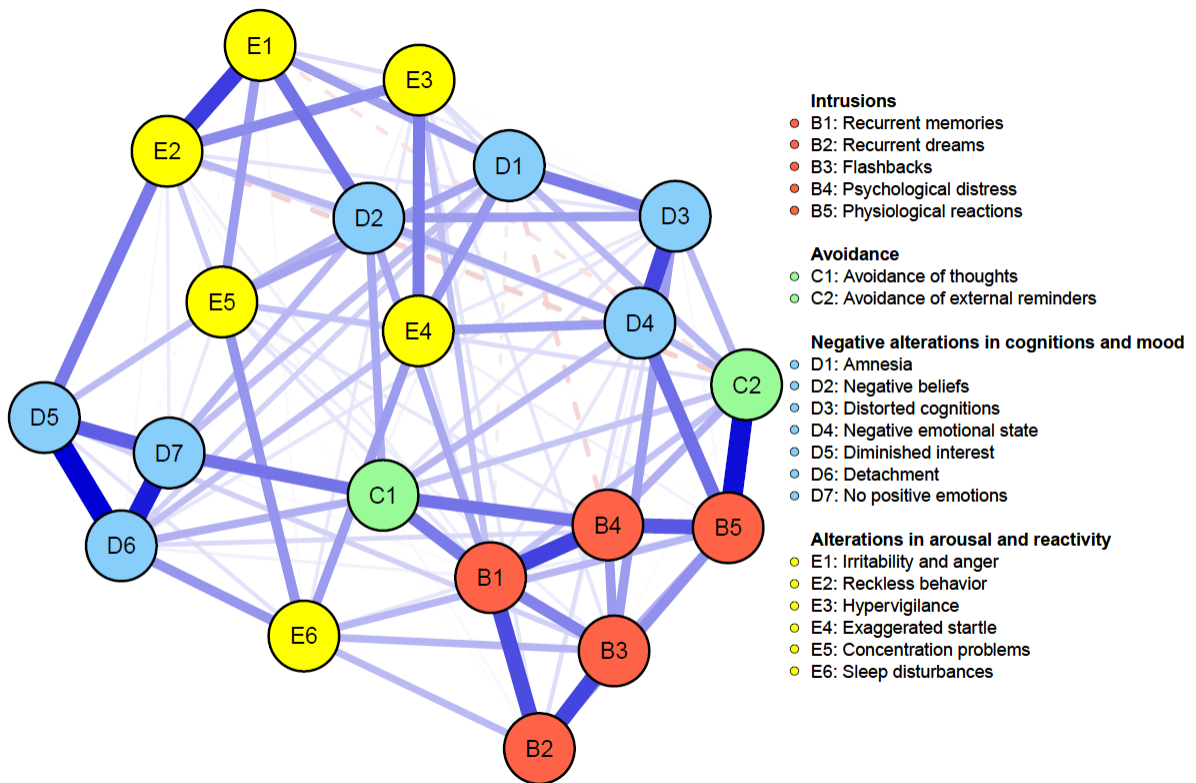 E1
E3
E2
D1
D3
D2
E5
E4
D4
C2
D5
D7
C1
B4
B5
D6
B1
E6
B3
B2
Intrusions
B1: Recurrent memories
B2: Recurrent dreams
B3: Flashbacks
B4: Psychological distress
B5: Physiological reactions
Avoidance
C1: Avoidance of thoughts
C2: Avoidance of external reminders
Negative alterations in cognitions and mood
D1: Amnesia
D2: Negative beliefs
D3: Distorted cognitions
D4: Negative emotional state
D5: Diminished interest
D6: Detachment
D7: No positive emotions
Alterations in arousal and reactivity
E1: Irritability and anger
E2: Reckless behavior
E3: Hypervigilance
E4: Exaggerated startle
E5: Concentration problems
E6: Sleep disturbances